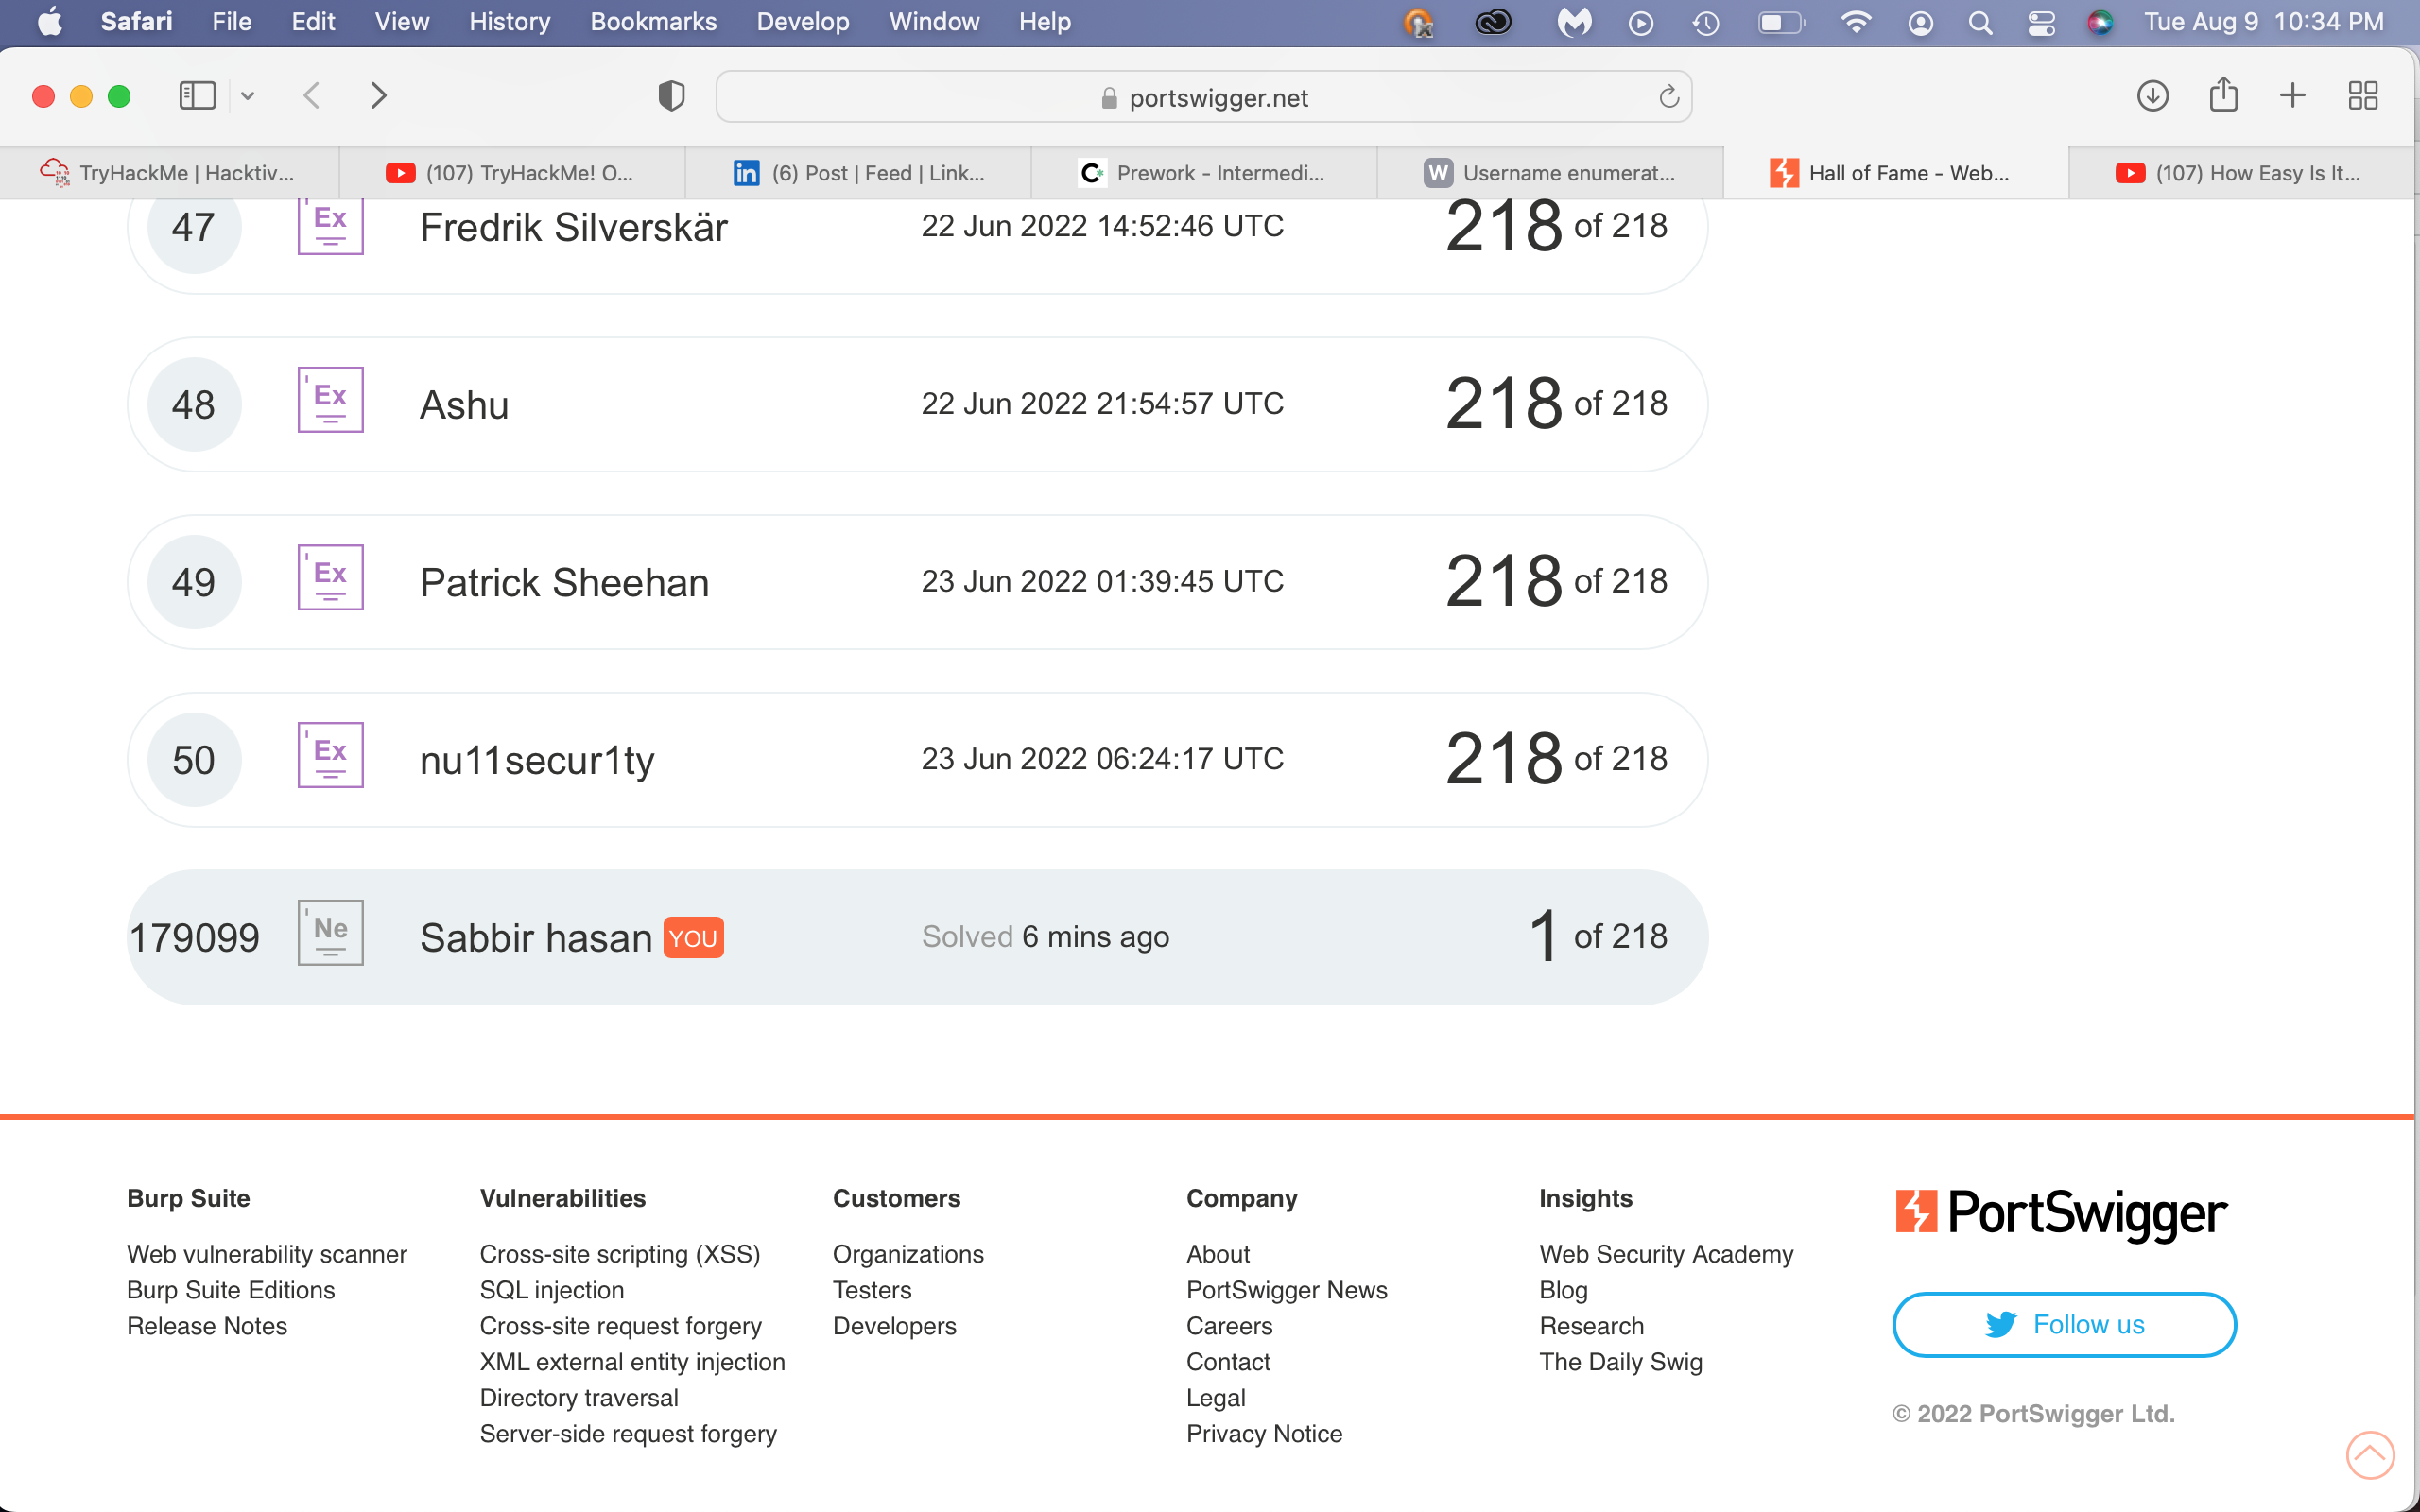 Safari File Edit View History Bookmarks Develop Window Help Tue Aug 9 10:34 PM
portswigger.net
TryHackMe | Hacktiv... (107) TryHackMe! O... (6) Post | Feed | Link... Prework - Intermedi... W Username enumerat... Hall of Fame - Web... (107) How Easy Is It...
47 Ex Fredrik Silverskär 22 Jun 2022 14:52:46 UTC 218 of 218
48 Ex Ashu 22 Jun 2022 21:54:57 UTC 218 of 218
49 Ex Patrick Sheehan 23 Jun 2022 01:39:45 UTC 218 of 218
50 Ex nu11secur1ty 23 Jun 2022 06:24:17 UTC 218 of 218
179099 Ne Sabbir hasan YOU Solved 6 mins ago 1 of 218
Burp Suite
Web vulnerability scanner
Burp Suite Editions
Release Notes
Vulnerabilities
Cross-site scripting (XSS)
SQL injection
Cross-site request forgery
XML external entity injection
Directory traversal
Server-side request forgery
Customers
Organizations
Testers
Developers
Company
About
PortSwigger News
Careers
Contact
Legal
Privacy Notice
Insights
Web Security Academy
Blog
Research
The Daily Swig
PortSwigger
Follow us
© 2022 PortSwigger Ltd.